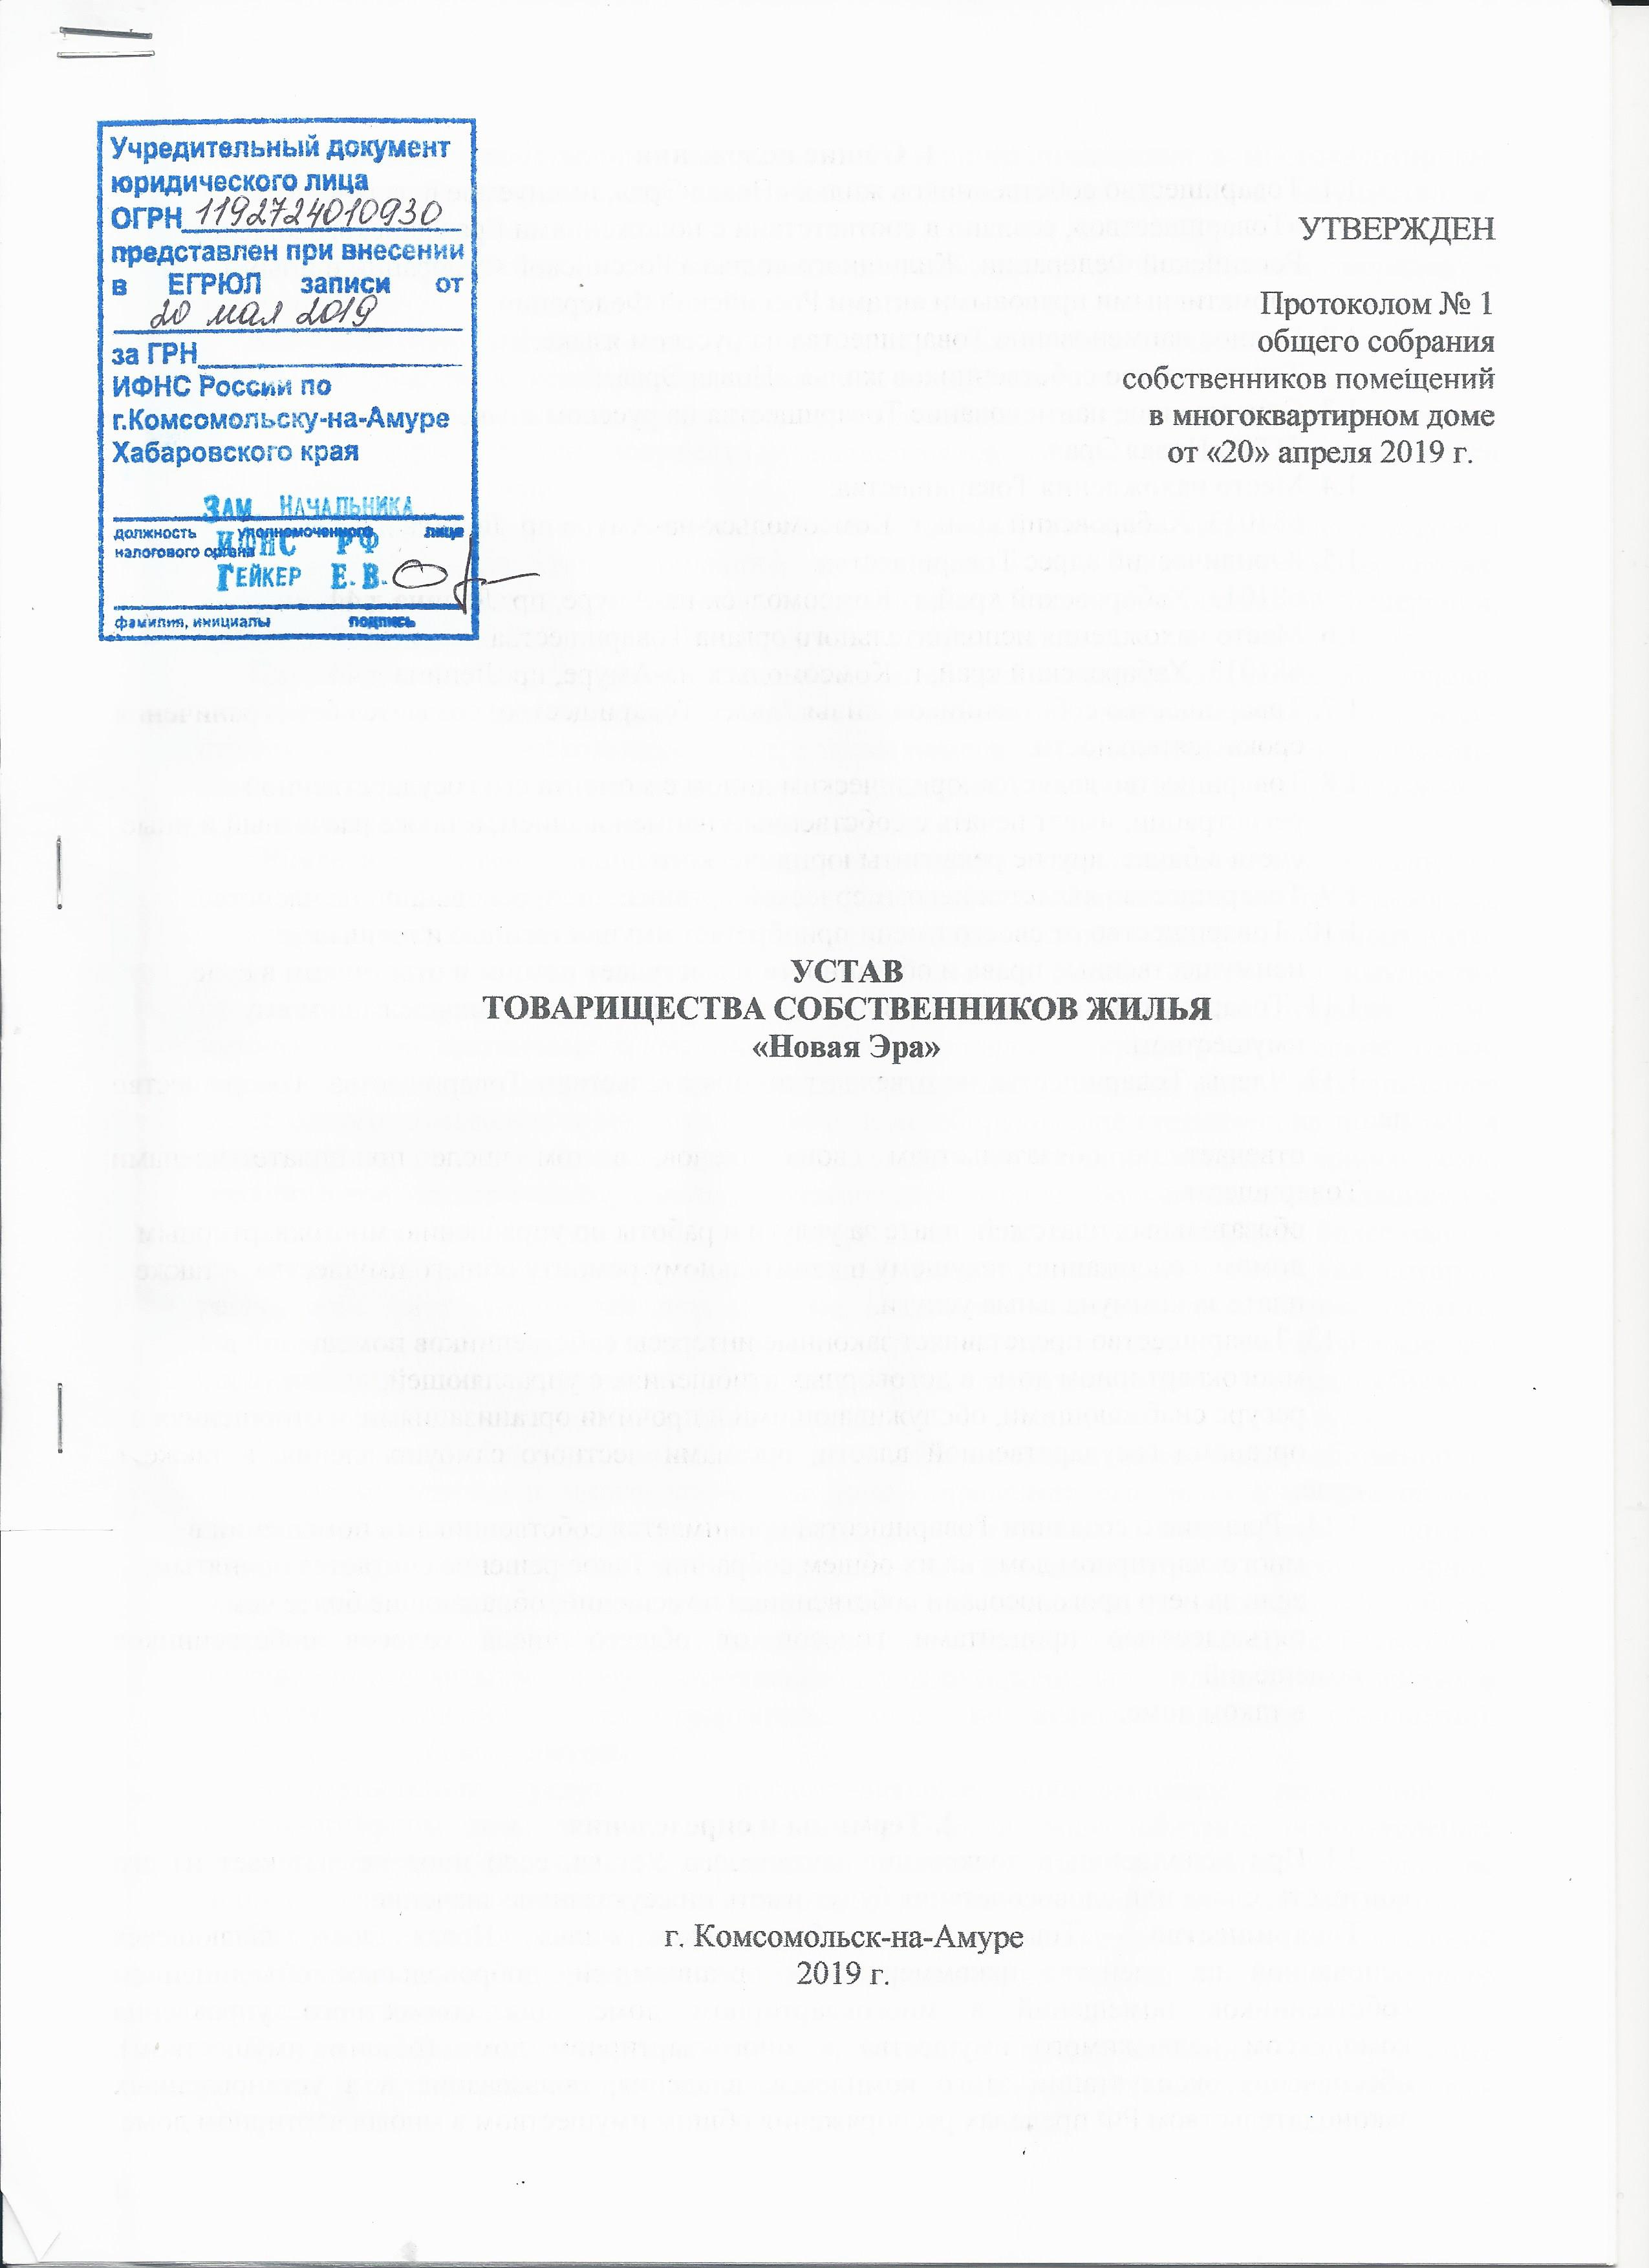 Учредительный документ
юридического лица
ОГРН 1192724010930
представлен при внесении
в ЕГРЮЛ записи от
20 мая 2019
за ГРН
ИФНС России по
г.Комсомольску-на-Амуре
Хабаровского края
ЗАМ НАЧАЛЬНИКА
должность уполномоченного лица
налогового органа
ИФНС РФ
ГЕЙКЕР Е.В.
фамилия, инициалы подпись
УТВЕРЖДЕН
Протоколом № 1
общего собрания
собственников помещений
в многоквартирном доме
от «20» апреля 2019 г.
УСТАВ
ТОВАРИЩЕСТВА СОБСТВЕННИКОВ ЖИЛЬЯ
«Новая Эра»
г. Комсомольск-на-Амуре
2019 г.